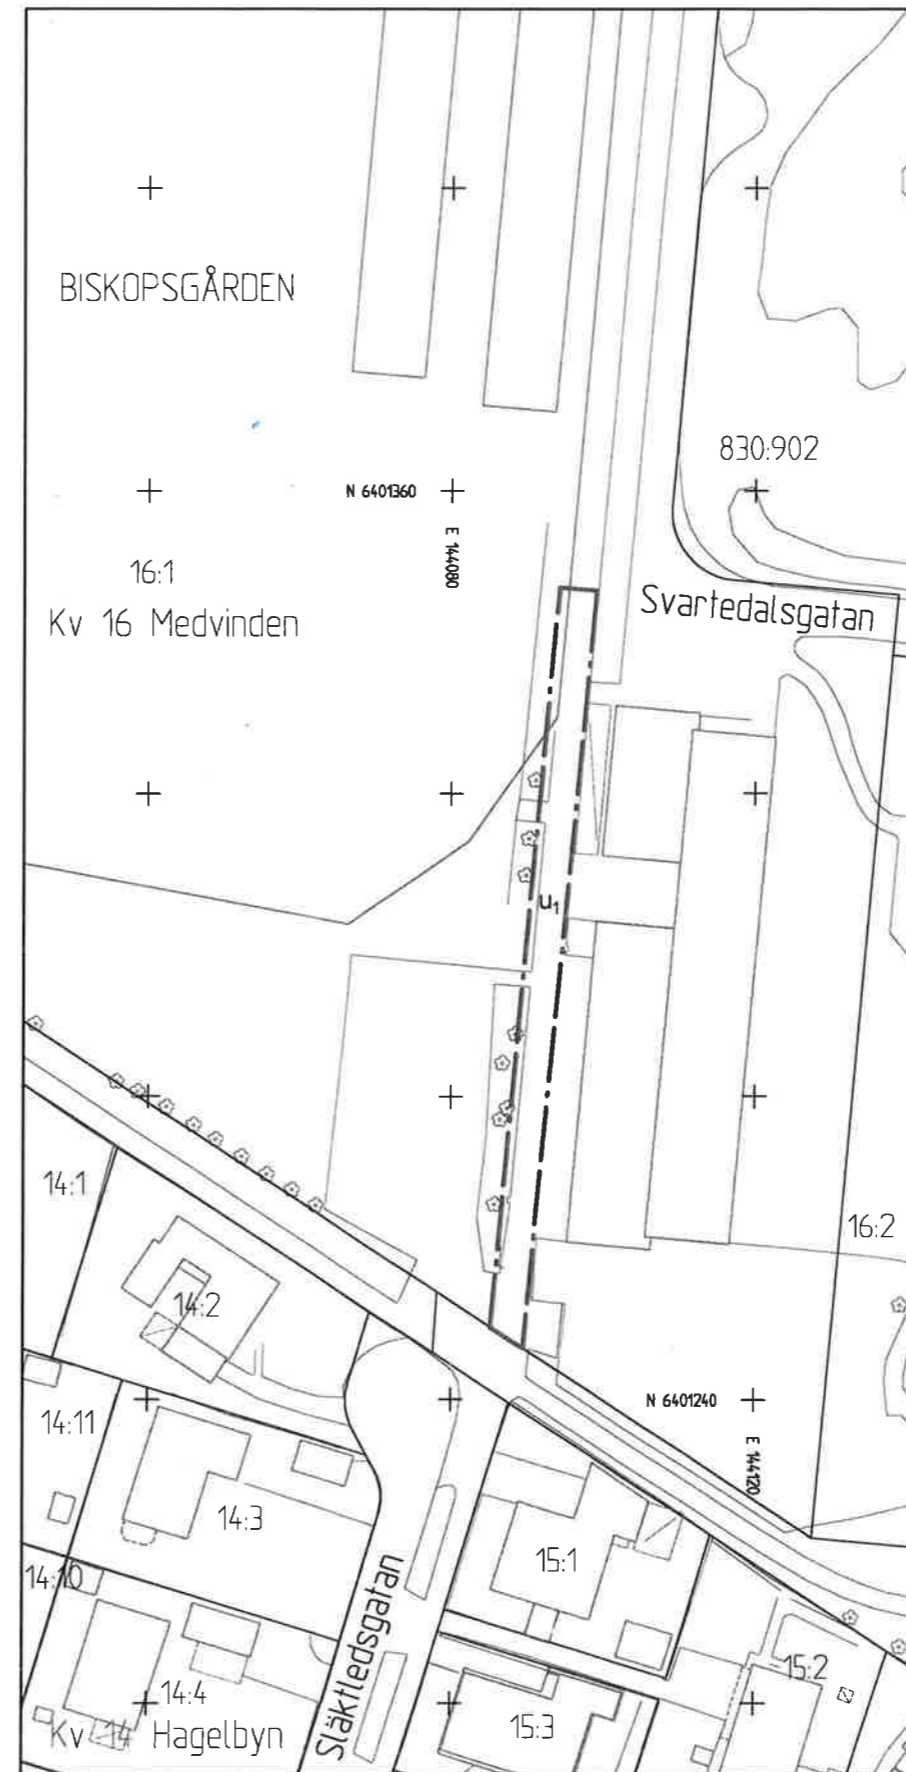 BISKOPSGÅRDEN
830:902
N 6401360
E 144080
16:1
Kv 16 Medvinden
Svartedalsgatan
u1
14:1
16:2
14:2
N 6401240
E 144120
14:11
14:3
15:1
14:10
Släktledsgatan
15:2
14:4
15:3
Kv 14 Hagelbyn